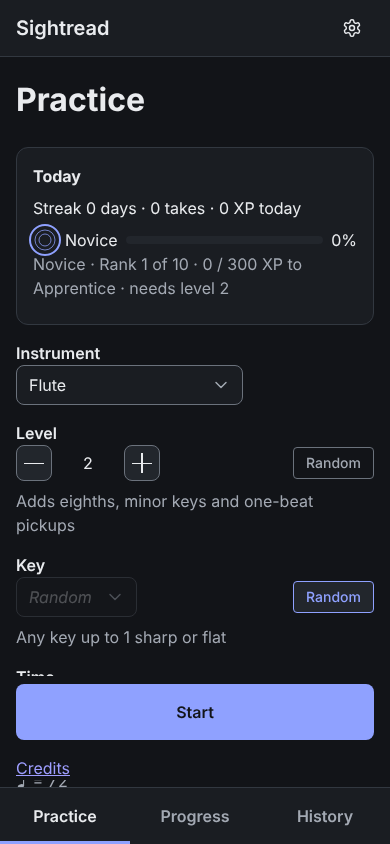 Sightread
Practice
Today
Streak 0 days · 0 takes · 0 XP today
Novice 0%
Novice · Rank 1 of 10 · 0 / 300 XP to
Apprentice · needs level 2
Instrument
Flute
Level
2 Random
Adds eighths, minor keys and one-beat
pickups
Key
Random Random
Any key up to 1 sharp or flat
Start
Credits
Practice Progress History